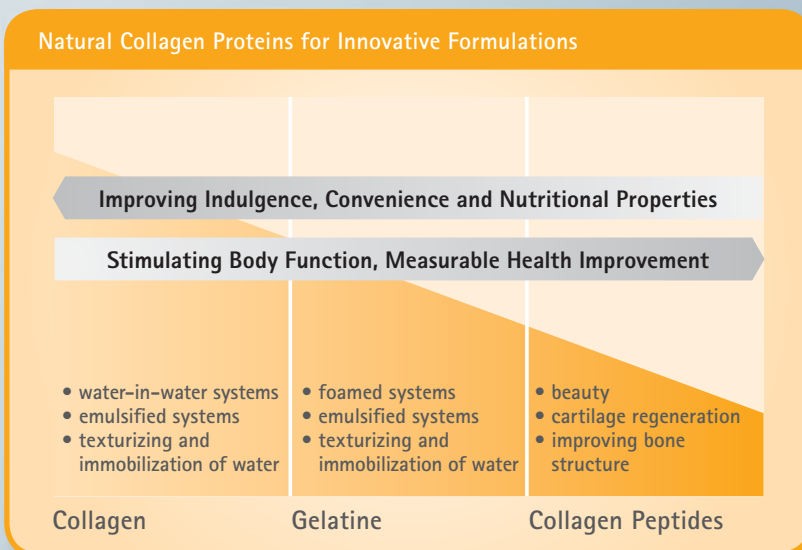 Natural Collagen Proteins for Innovative Formulations
Improving Indulgence, Convenience and Nutritional Properties
Stimulating Body Function, Measurable Health Improvement
• water-in-water systems
• emulsified systems
• texturizing and
immobilization of water
• foamed systems
• emulsified systems
• texturizing and
immobilization of water
• beauty
• cartilage regeneration
• improving bone
structure
Collagen
Gelatine
Collagen Peptides